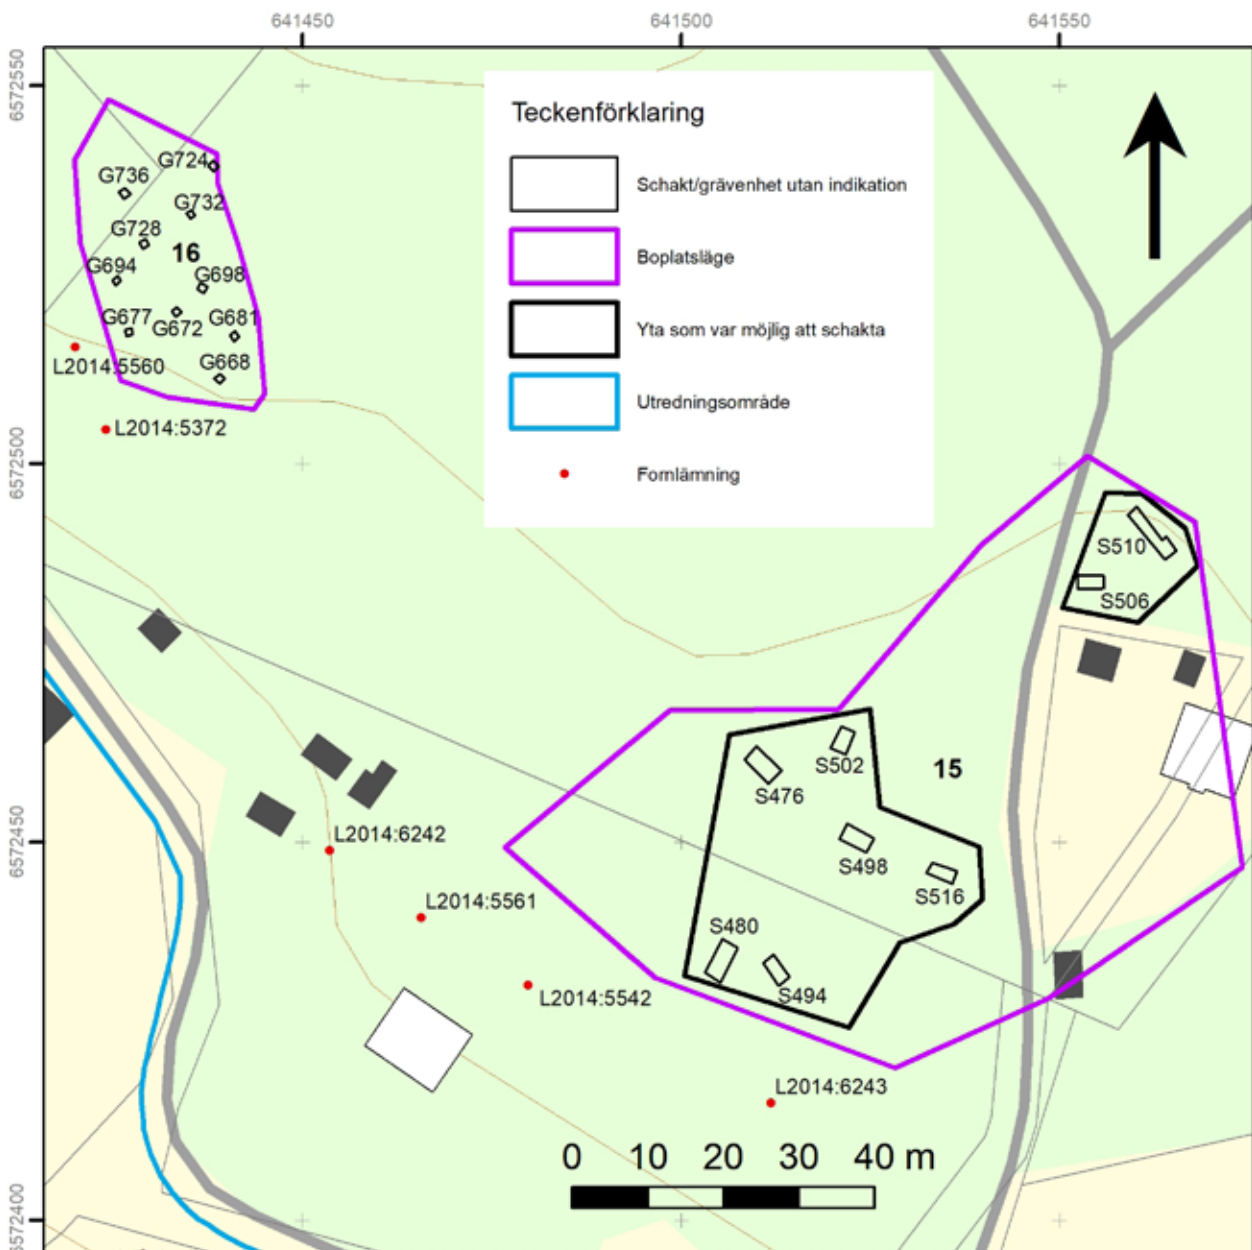 641450
641500
641550
6572550
6572500
6572450
6572400
Teckenförklaring
Schakt/grävenhet utan indikation
Boplatsläge
Yta som var möjlig att schakta
Utredningsområde
Fornlämning
G724
G736
G732
G728
16
G694
G698
G677
G672
G681
G668
L2014:5560
L2014:5372
S510
S506
S502
15
S476
S498
S516
S480
S494
L2014:6242
L2014:5561
L2014:5542
L2014:6243
0 10 20 30 40 m